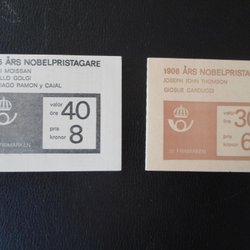 ÅRS NOBELPRISTAGARE
MOISSAN
GOLGI
RAMON y CAJAL
valör
öre
40
pris
kronor
8
FRIMÄRKEN
1906 ÅRS NOBELPRISTA
JOSEPH JOHN THOMSON
GIOSUE CARDUCCI
valör
öre
30
pris
kronor
6
FRIMÄRKEN